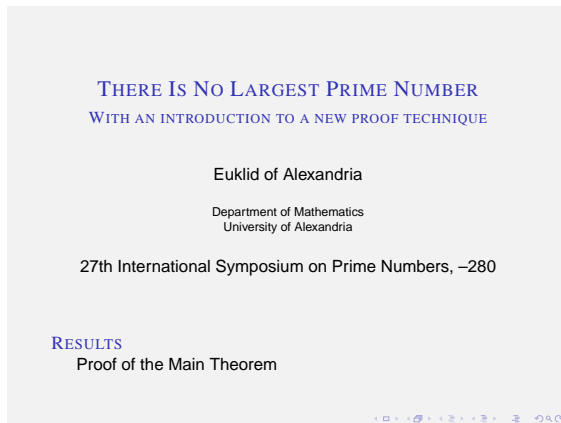 THERE IS NO LARGEST PRIME NUMBER
WITH AN INTRODUCTION TO A NEW PROOF TECHNIQUE
Euklid of Alexandria
Department of Mathematics
University of Alexandria
27th International Symposium on Prime Numbers, –280
RESULTS
Proof of the Main Theorem